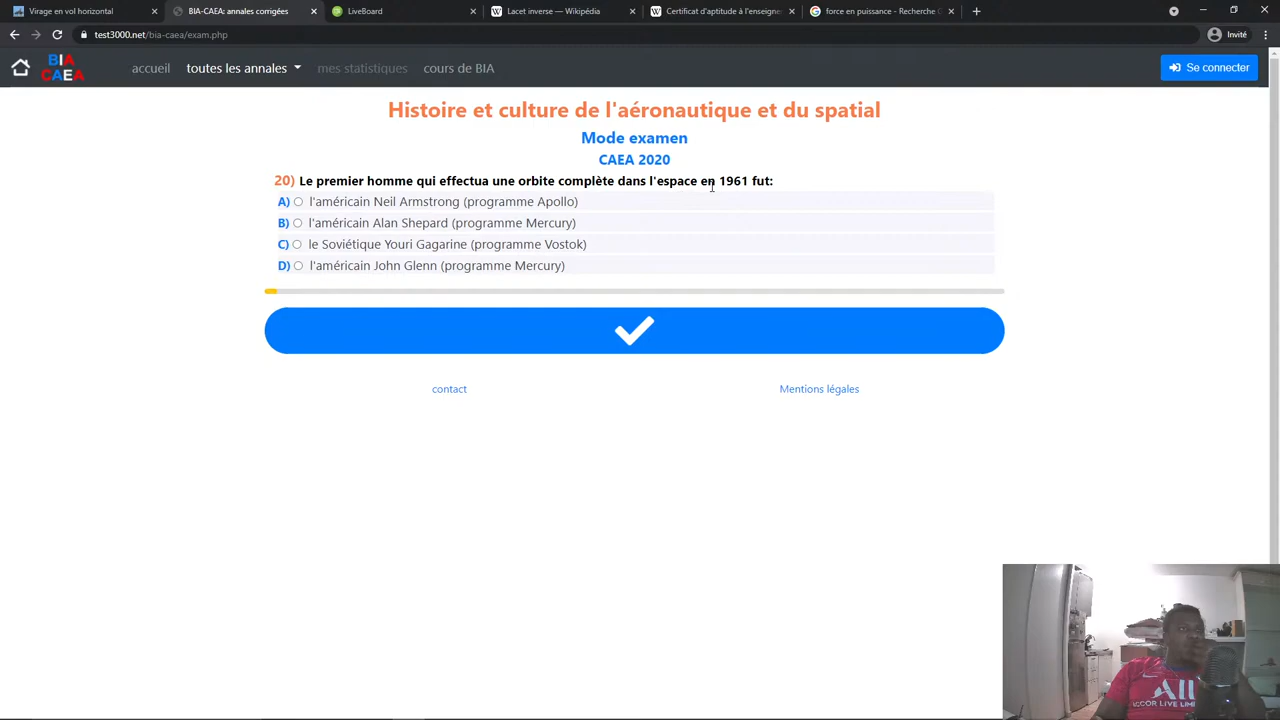 Virage en vol horizontal
BIA-CAEA: annales corrigées
LiveBoard
Lacet inverse — Wikipédia
Certificat d'aptitude à l'enseigne
force en puissance - Recherche G
test3000.net/bia-caea/exam.php
Invité
BIA
CAEA
accueil
toutes les annales
mes statistiques
cours de BIA
Se connecter
Histoire et culture de l'aéronautique et du spatial
Mode examen
CAEA 2020
20) Le premier homme qui effectua une orbite complète dans l'espace en 1961 fut:
A) l'américain Neil Armstrong (programme Apollo)
B) l'américain Alan Shepard (programme Mercury)
C) le Soviétique Youri Gagarine (programme Vostok)
D) l'américain John Glenn (programme Mercury)
contact
Mentions légales
ALL
CCOR LIVE LIMI